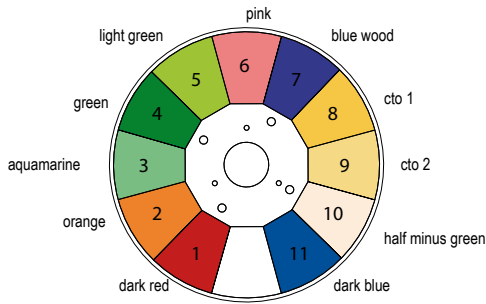 pink
light green
blue wood
6
5
7
green
cto 1
4
8
aquamarine
3
9
cto 2
orange
2
10
half minus green
1
11
dark red
dark blue